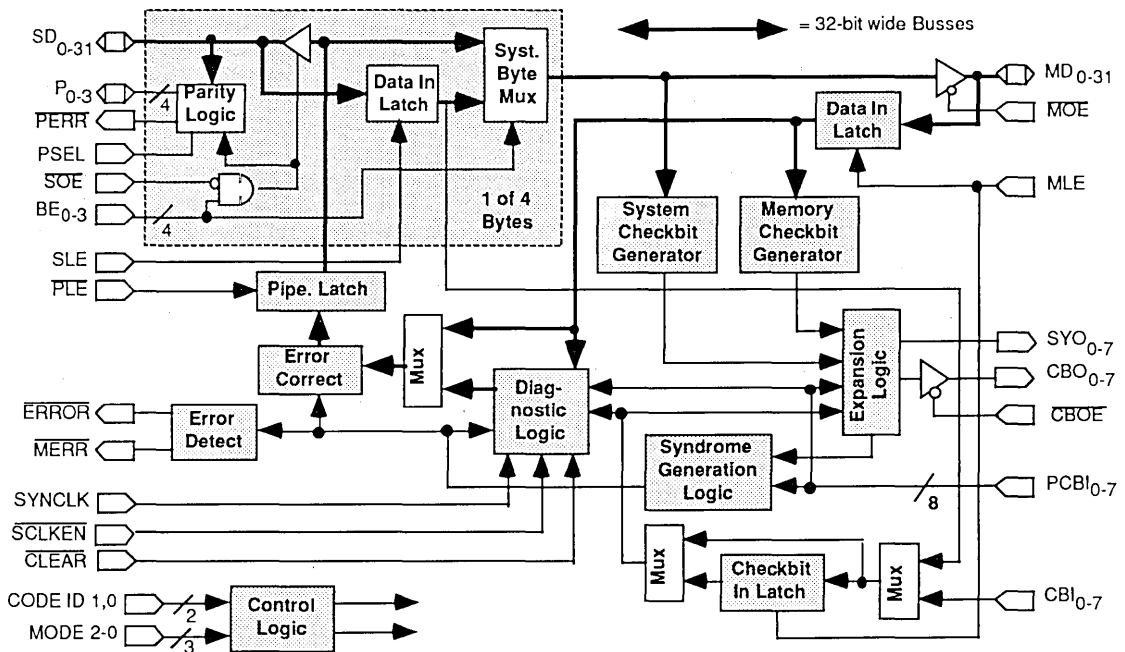 = 32-bit wide Busses
SD0-31
P0-3
4
PERR
PSEL
SOE
BE0-3
4
SLE
PLE
Parity
Logic
Data In
Latch
Syst.
Byte
Mux
1 of 4
Bytes
MD0-31
MOE
Data In
Latch
MLE
System
Checkbit
Generator
Memory
Checkbit
Generator
Pipe. Latch
Error
Correct
Mux
Diag-
nostic
Logic
Expansion
Logic
SYO0-7
CBO0-7
CBOE
ERROR
MERR
Error
Detect
Syndrome
Generation
Logic
8
PCBI0-7
SYNCLK
SCLKEN
CLEAR
Mux
Checkbit
In Latch
Mux
CBI0-7
CODE ID 1,0
2
MODE 2-0
3
Control
Logic